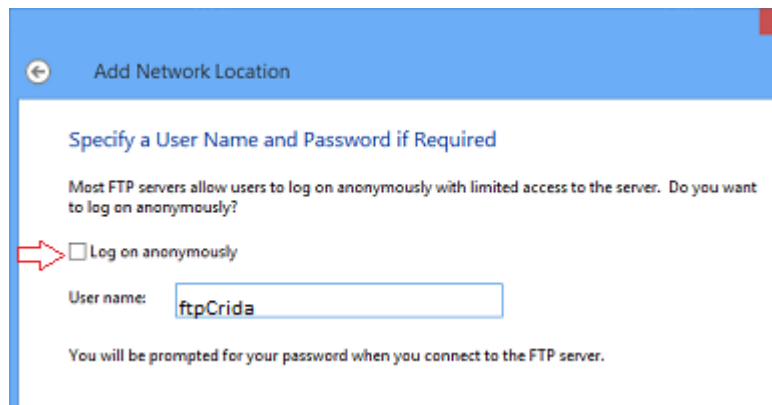 Add Network Location
Specify a User Name and Password if Required
Most FTP servers allow users to log on anonymously with limited access to the server. Do you want
to log on anonymously?
Log on anonymously
User name: ftpCrida
You will be prompted for your password when you connect to the FTP server.